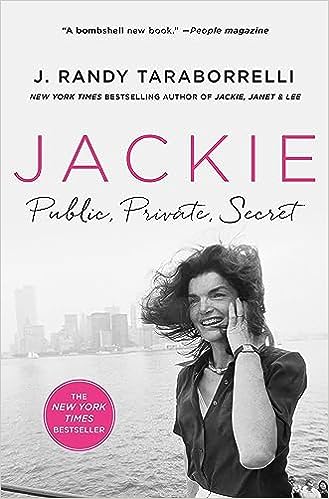 "A bombshell new book." —People magazine
J. RANDY TARABORRELLI
NEW YORK TIMES BESTSELLING AUTHOR OF JACKIE, JANET & LEE
JACKIE
Public, Private, Secret
THE
NEW YORK
TIMES
BESTSELLER